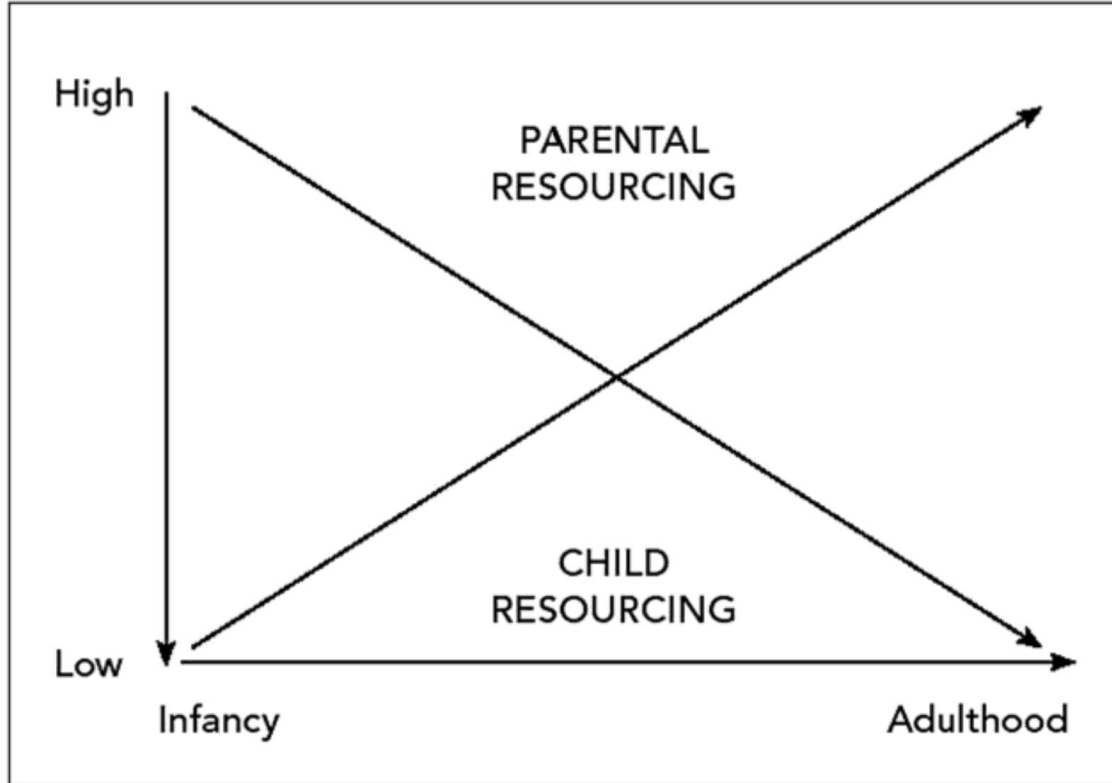 High
PARENTAL
RESOURCING
CHILD
RESOURCING
Low
Infancy
Adulthood